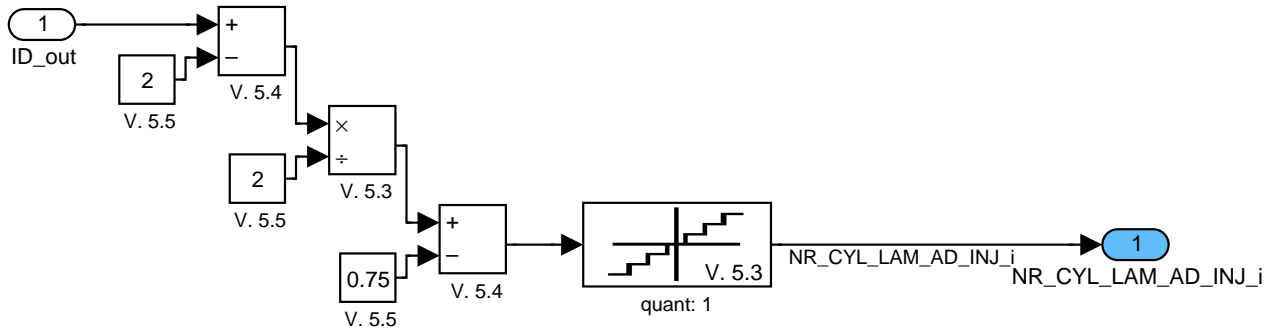 1
ID_out
+
−
2
V. 5.5
V. 5.4
×
÷
2
V. 5.5
V. 5.3
+
−
0.75
V. 5.5
V. 5.4
V. 5.3
quant: 1
NR_CYL_LAM_AD_INJ_i
1
NR_CYL_LAM_AD_INJ_i